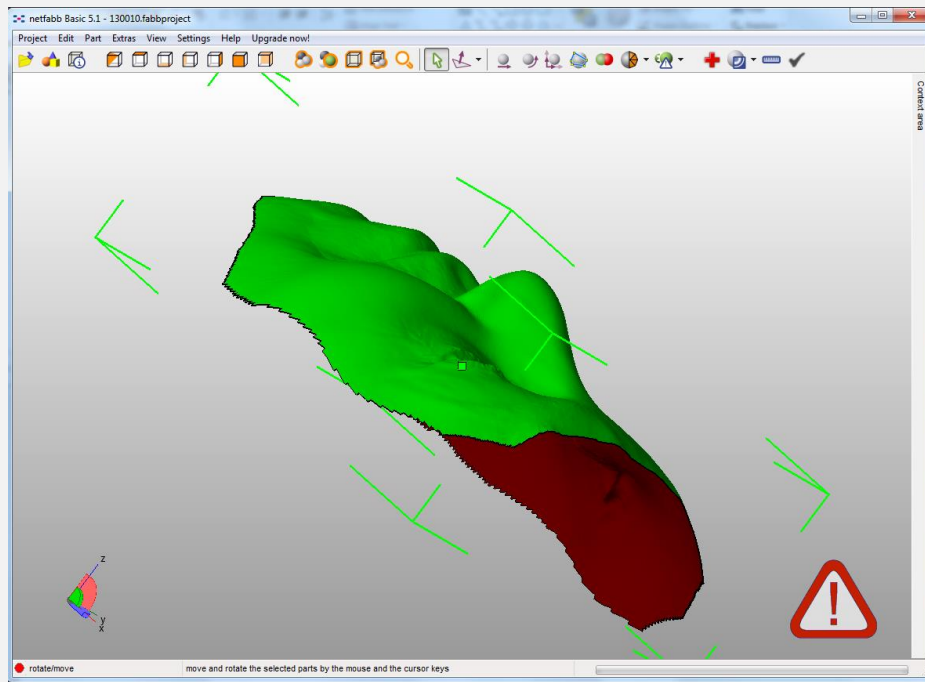 netfabb Basic 5.1 - 130010.fabbproject
Project Edit Part Extras View Settings Help Upgrade now!
Context area
z
y
x
rotate/move
move and rotate the selected parts by the mouse and the cursor keys